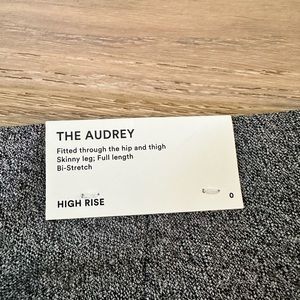 THE AUDREY
Fitted through the hip and thigh
Skinny leg; Full length
Bi-Stretch
HIGH RISE
0